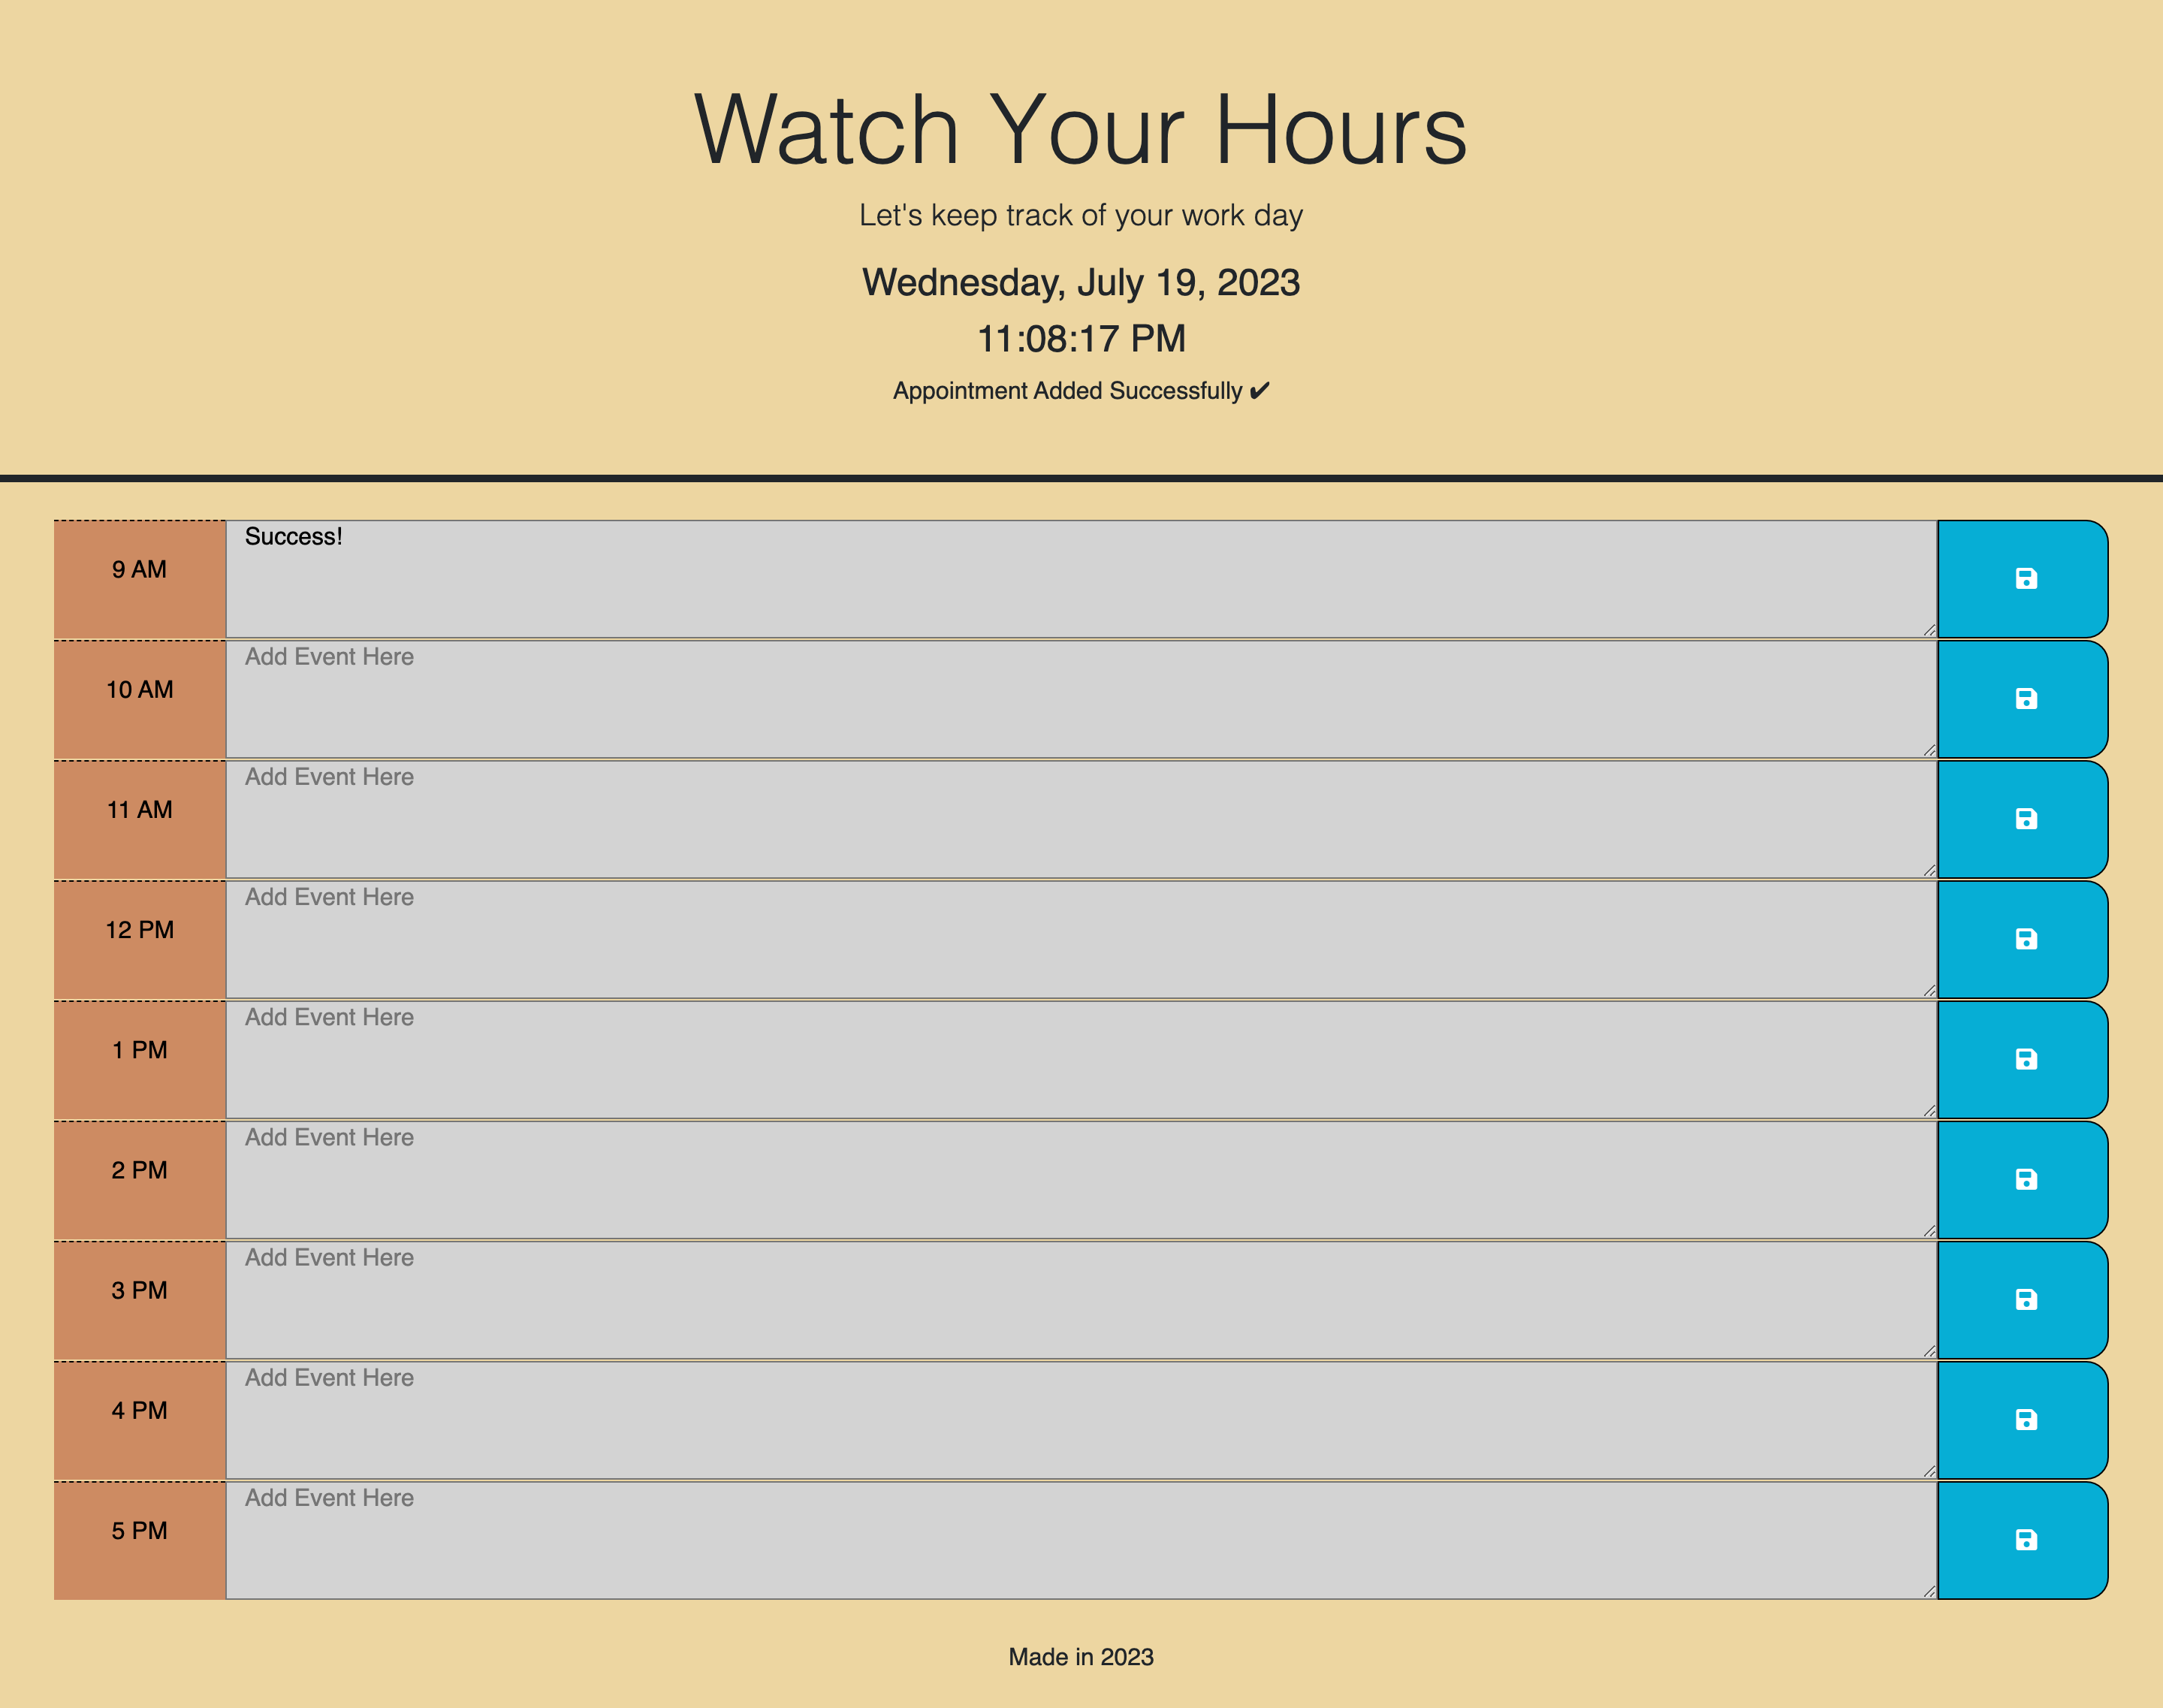 Watch Your Hours
Let's keep track of your work day
Wednesday, July 19, 2023
11:08:17 PM
Appointment Added Successfully ✔
9 AM
Success!
10 AM
Add Event Here
11 AM
Add Event Here
12 PM
Add Event Here
1 PM
Add Event Here
2 PM
Add Event Here
3 PM
Add Event Here
4 PM
Add Event Here
5 PM
Add Event Here
Made in 2023